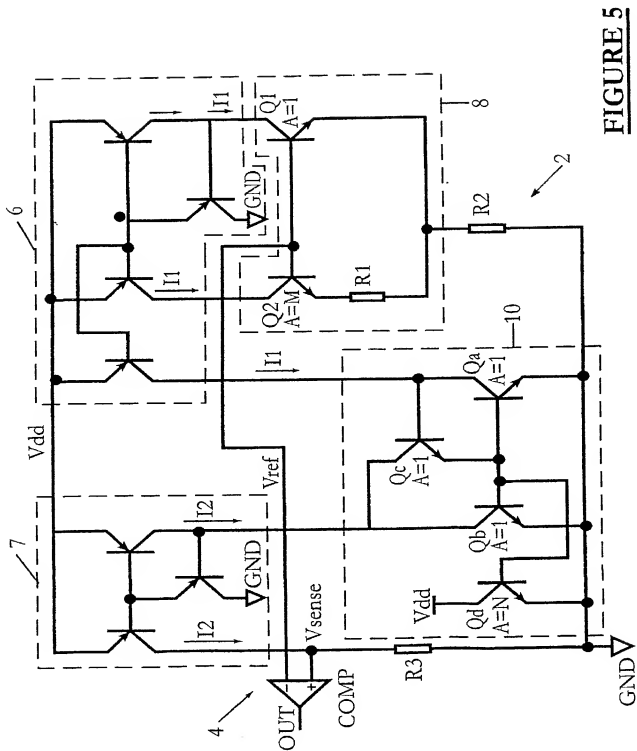 6
7
Vdd
I1
I1
I1
I2
I2
GND
GND
Q1
A=1
Q2
A=M
R1
8
Vref
Vsense
4
OUT
COMP
−
+
R2
2
10
Qc
A=1
Qa
A=1
Qb
A=1
Vdd
Qd
A=N
R3
GND
FIGURE 5